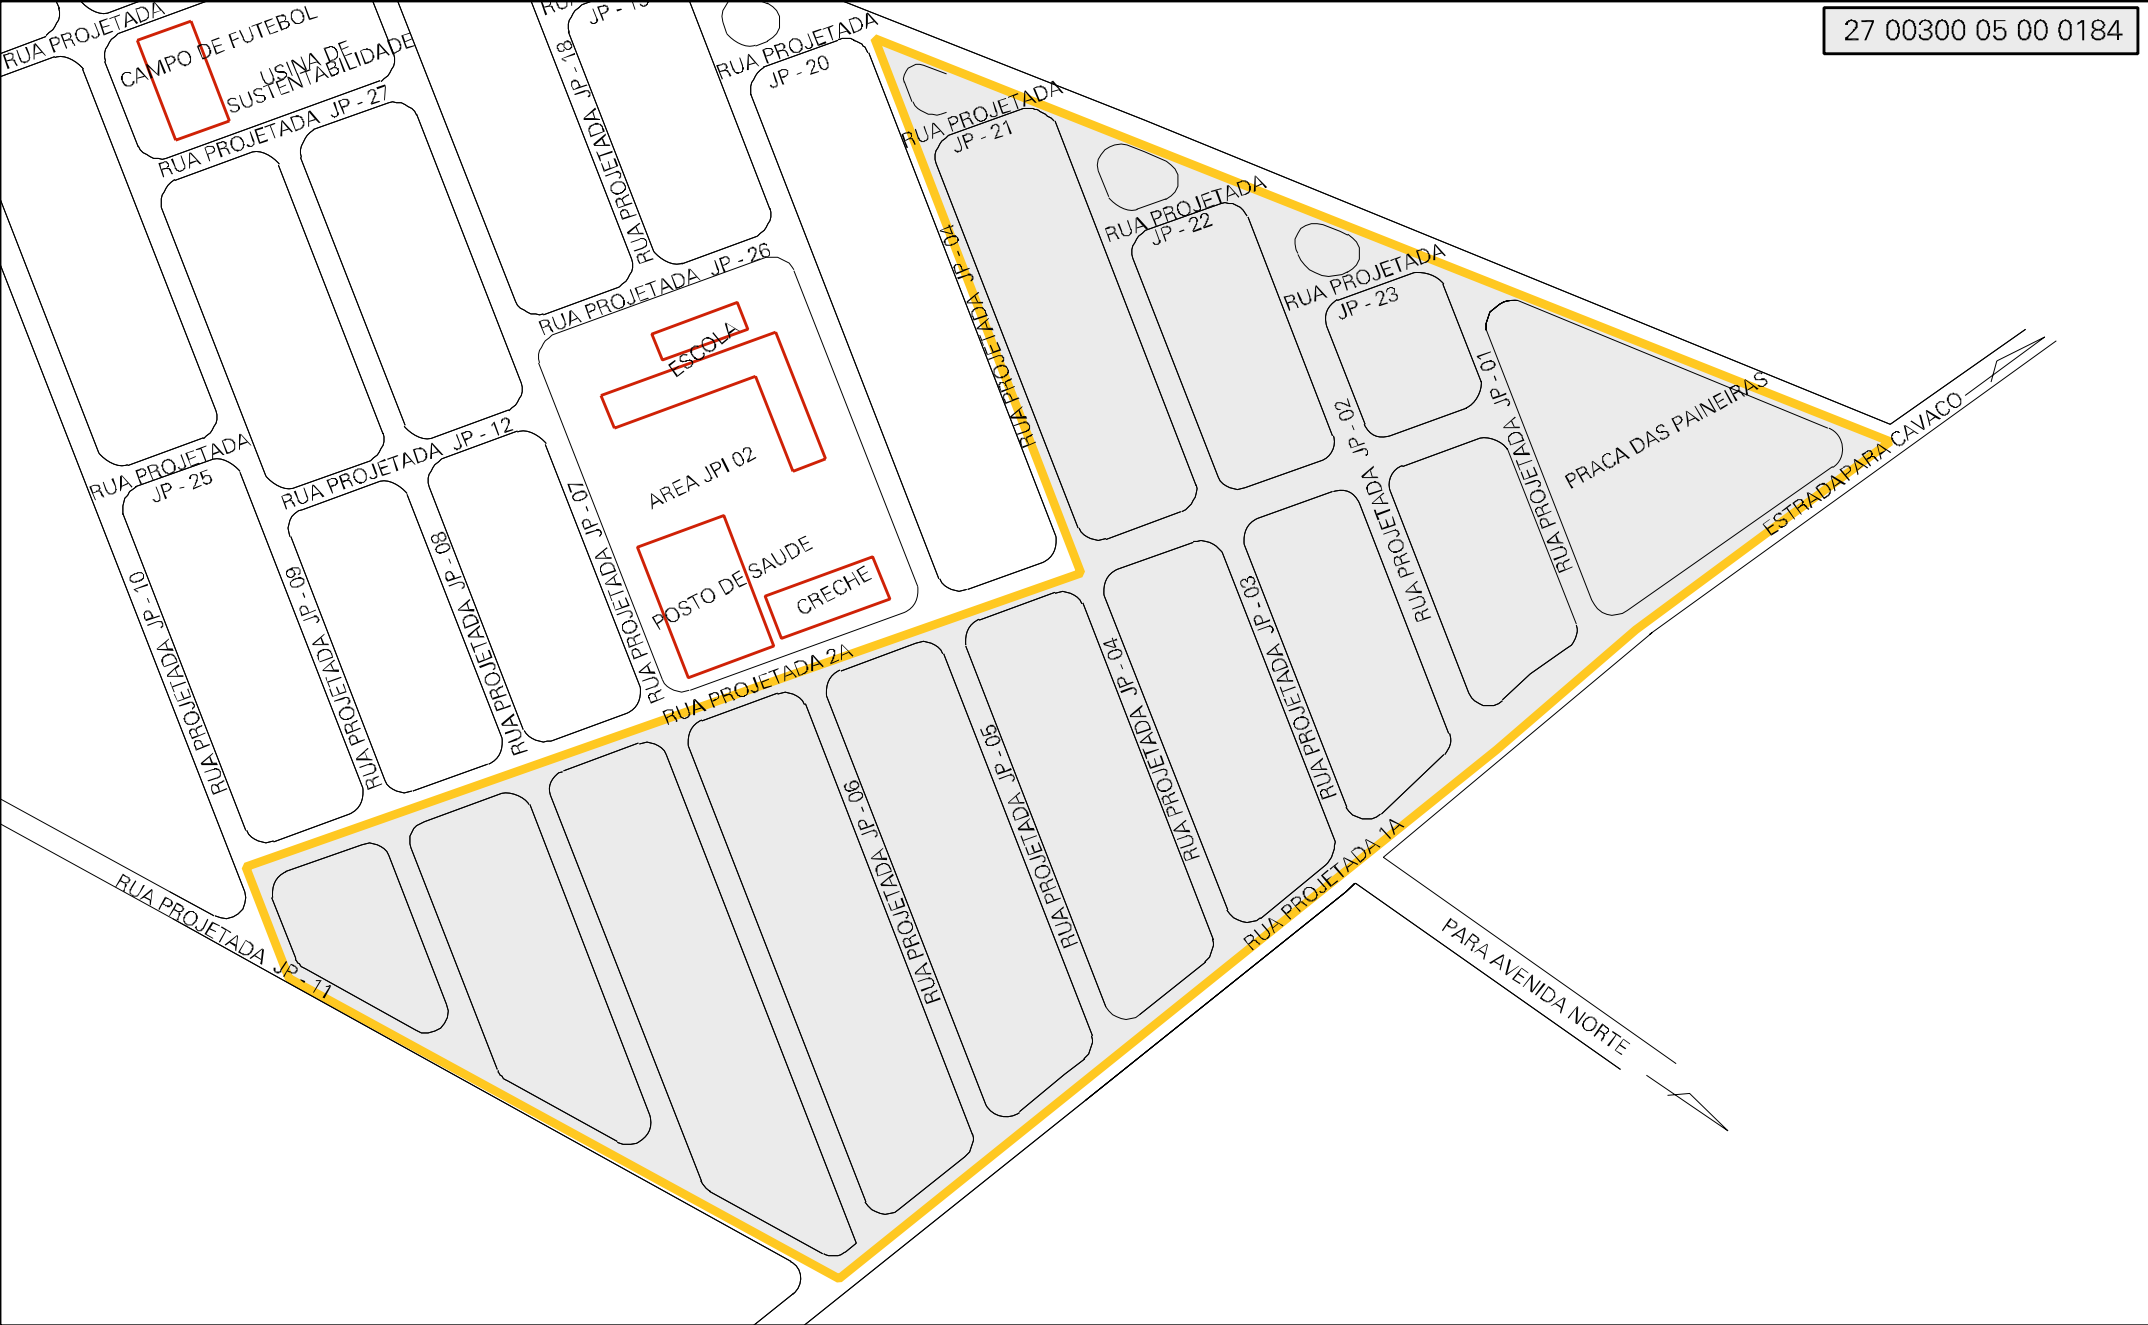 27 00300 05 00 0184
RUA PROJETADA
CAMPO DE FUTEBOL
USINA DE
SUSTENTABILIDADE
RUA PROJETADA JP - 27
RUA PROJETADA JP - 18
RUA PROJETADA
JP - 20
RUA PROJETADA
JP - 21
RUA PROJETADA
JP - 22
RUA PROJETADA
JP - 23
RUA PROJETADA JP - 26
ESCOLA
AREA JPI 02
POSTO DE SAUDE
CRECHE
RUA PROJETADA JP - 04
RUA PROJETADA JP - 01
RUA PROJETADA JP - 02
PRACA DAS PAINEIRAS
ESTRADA PARA CAVACO
RUA PROJETADA
JP - 25
RUA PROJETADA JP - 12
RUA PROJETADA JP - 10
RUA PROJETADA JP - 09
RUA PROJETADA JP - 08
RUA PROJETADA JP - 07
RUA PROJETADA 2A
RUA PROJETADA JP - 06
RUA PROJETADA JP - 05
RUA PROJETADA JP - 04
RUA PROJETADA JP - 03
RUA PROJETADA 1A
RUA PROJETADA JP - 11
PARA AVENIDA NORTE